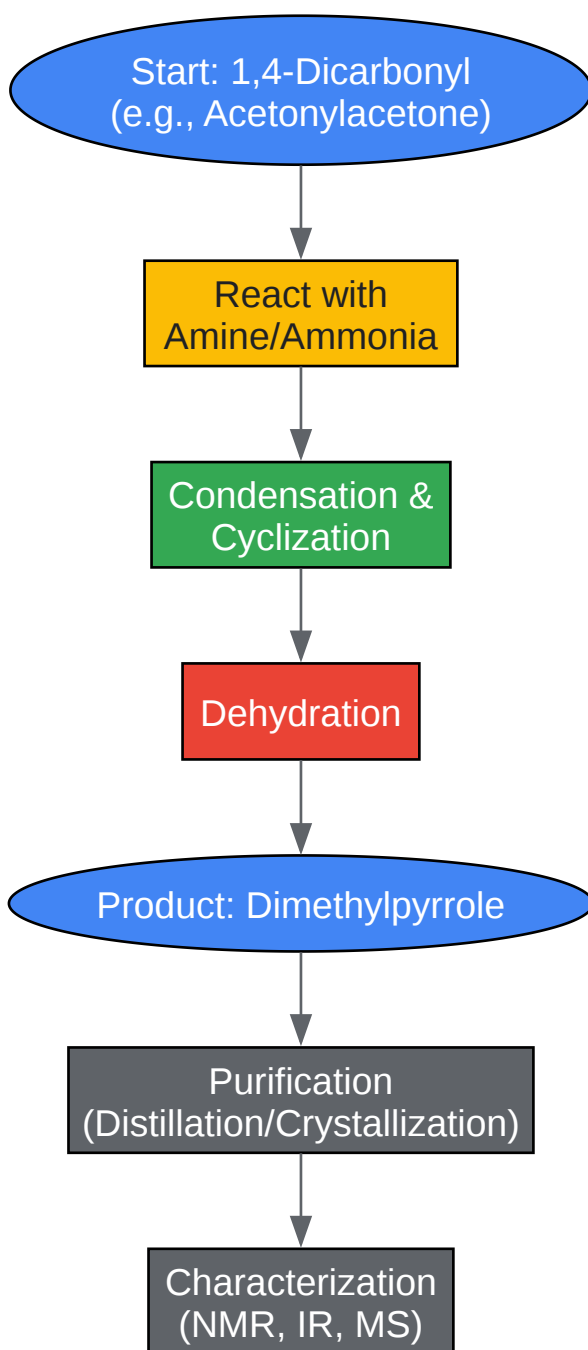 Start: 1,4-Dicarbonyl
(e.g., Acetonylacetone)
React with
Amine/Ammonia
Condensation &
Cyclization
Dehydration
Product: Dimethylpyrrole
Purification
(Distillation/Crystallization)
Characterization
(NMR, IR, MS)